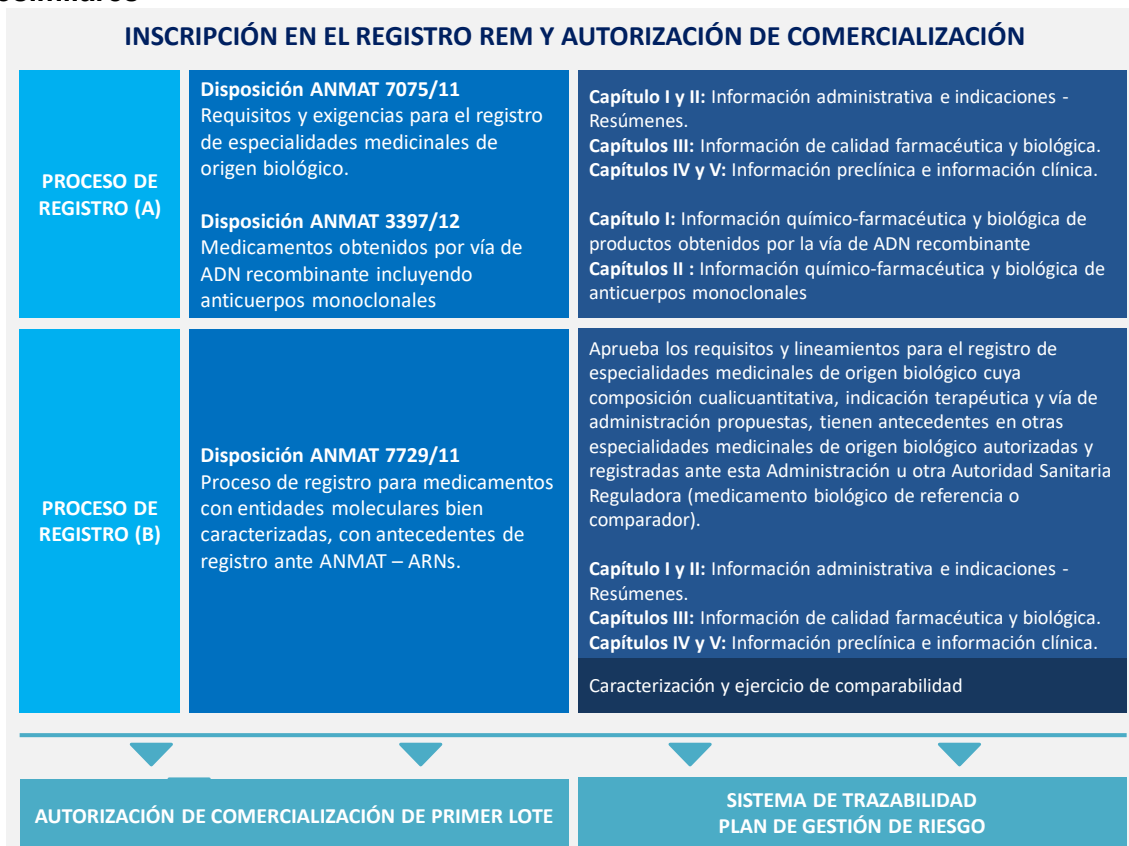 INSCRIPCIÓN EN EL REGISTRO REM Y AUTORIZACIÓN DE COMERCIALIZACIÓN
PROCESO DE
REGISTRO (A)
Disposición ANMAT 7075/11
Requisitos y exigencias para el registro
de especialidades medicinales de
origen biológico.
Disposición ANMAT 3397/12
Medicamentos obtenidos por vía de
ADN recombinante incluyendo
anticuerpos monoclonales
Capítulo I y II: Información administrativa e indicaciones -
Resúmenes.
Capítulos III: Información de calidad farmacéutica y biológica.
Capítulos IV y V: Información preclínica e información clínica.
Capítulo I: Información químico-farmacéutica y biológica de
productos obtenidos por la vía de ADN recombinante
Capítulos II : Información químico-farmacéutica y biológica de
anticuerpos monoclonales
PROCESO DE
REGISTRO (B)
Disposición ANMAT 7729/11
Proceso de registro para medicamentos
con entidades moleculares bien
caracterizadas, con antecedentes de
registro ante ANMAT – ARNs.
Aprueba los requisitos y lineamientos para el registro de
especialidades medicinales de origen biológico cuya
composición cualicuantitativa, indicación terapéutica y vía de
administración propuestas, tienen antecedentes en otras
especialidades medicinales de origen biológico autorizadas y
registradas ante esta Administración u otra Autoridad Sanitaria
Reguladora (medicamento biológico de referencia o
comparador).
Capítulo I y II: Información administrativa e indicaciones -
Resúmenes.
Capítulos III: Información de calidad farmacéutica y biológica.
Capítulos IV y V: Información preclínica e información clínica.
Caracterización y ejercicio de comparabilidad
AUTORIZACIÓN DE COMERCIALIZACIÓN DE PRIMER LOTE
SISTEMA DE TRAZABILIDAD
PLAN DE GESTIÓN DE RIESGO